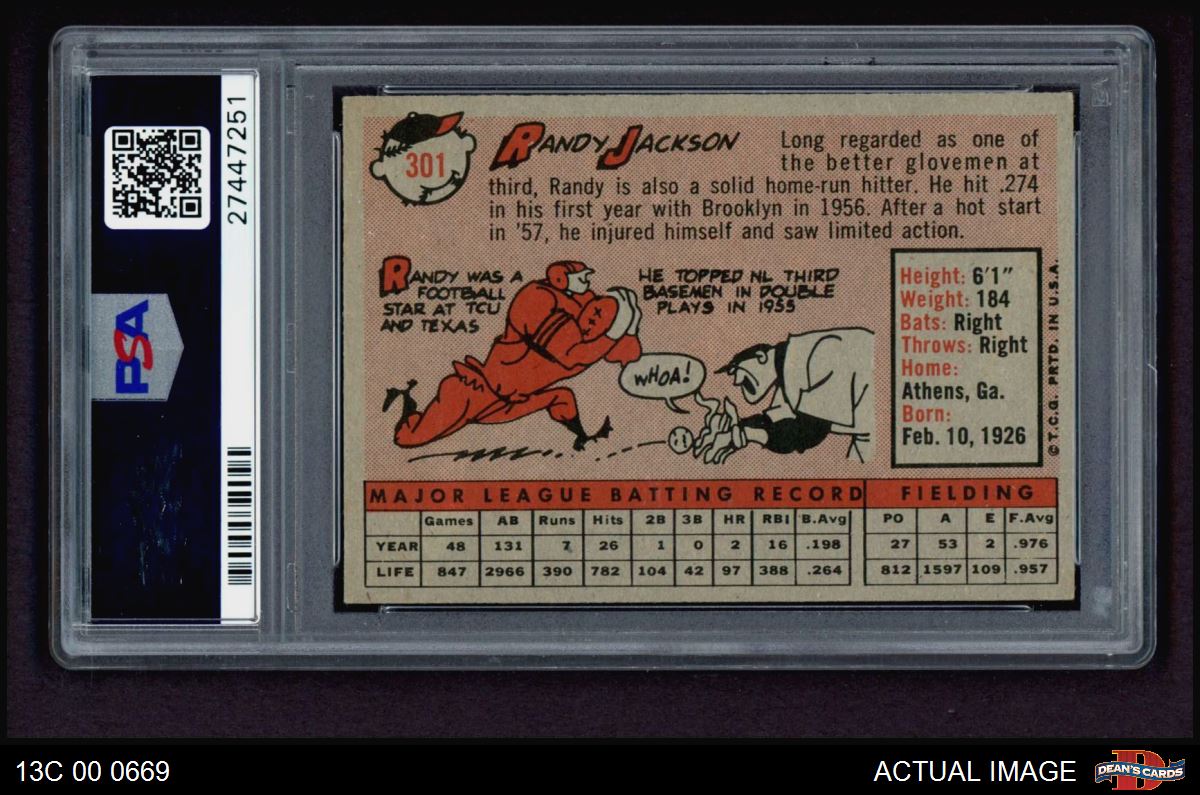 27447251
PSA
301
RANDY JACKSON
Long regarded as one of
the better glovemen at
third, Randy is also a solid home-run hitter. He hit .274
in his first year with Brooklyn in 1956. After a hot start
in '57, he injured himself and saw limited action.
RANDY WAS A
FOOTBALL
STAR AT TCU
AND TEXAS
HE TOPPED NL THIRD
BASEMEN IN DOUBLE
PLAYS IN 1955
WHOA!
Height: 6'1"
Weight: 184
Bats: Right
Throws: Right
Home:
Athens, Ga.
Born:
Feb. 10, 1926
© T.C.G. PRTD. IN U.S.A.
MAJOR LEAGUE BATTING RECORD FIELDING
Games AB Runs Hits 2B 3B HR RBI B.Avg PO A E F.Avg
YEAR 48 131 7 26 1 0 2 16 .198 27 53 2 .976
LIFE 847 2966 390 782 104 42 97 388 .264 812 1597 109 .957
13C 00 0669
ACTUAL IMAGE
D
DEAN'S CARDS